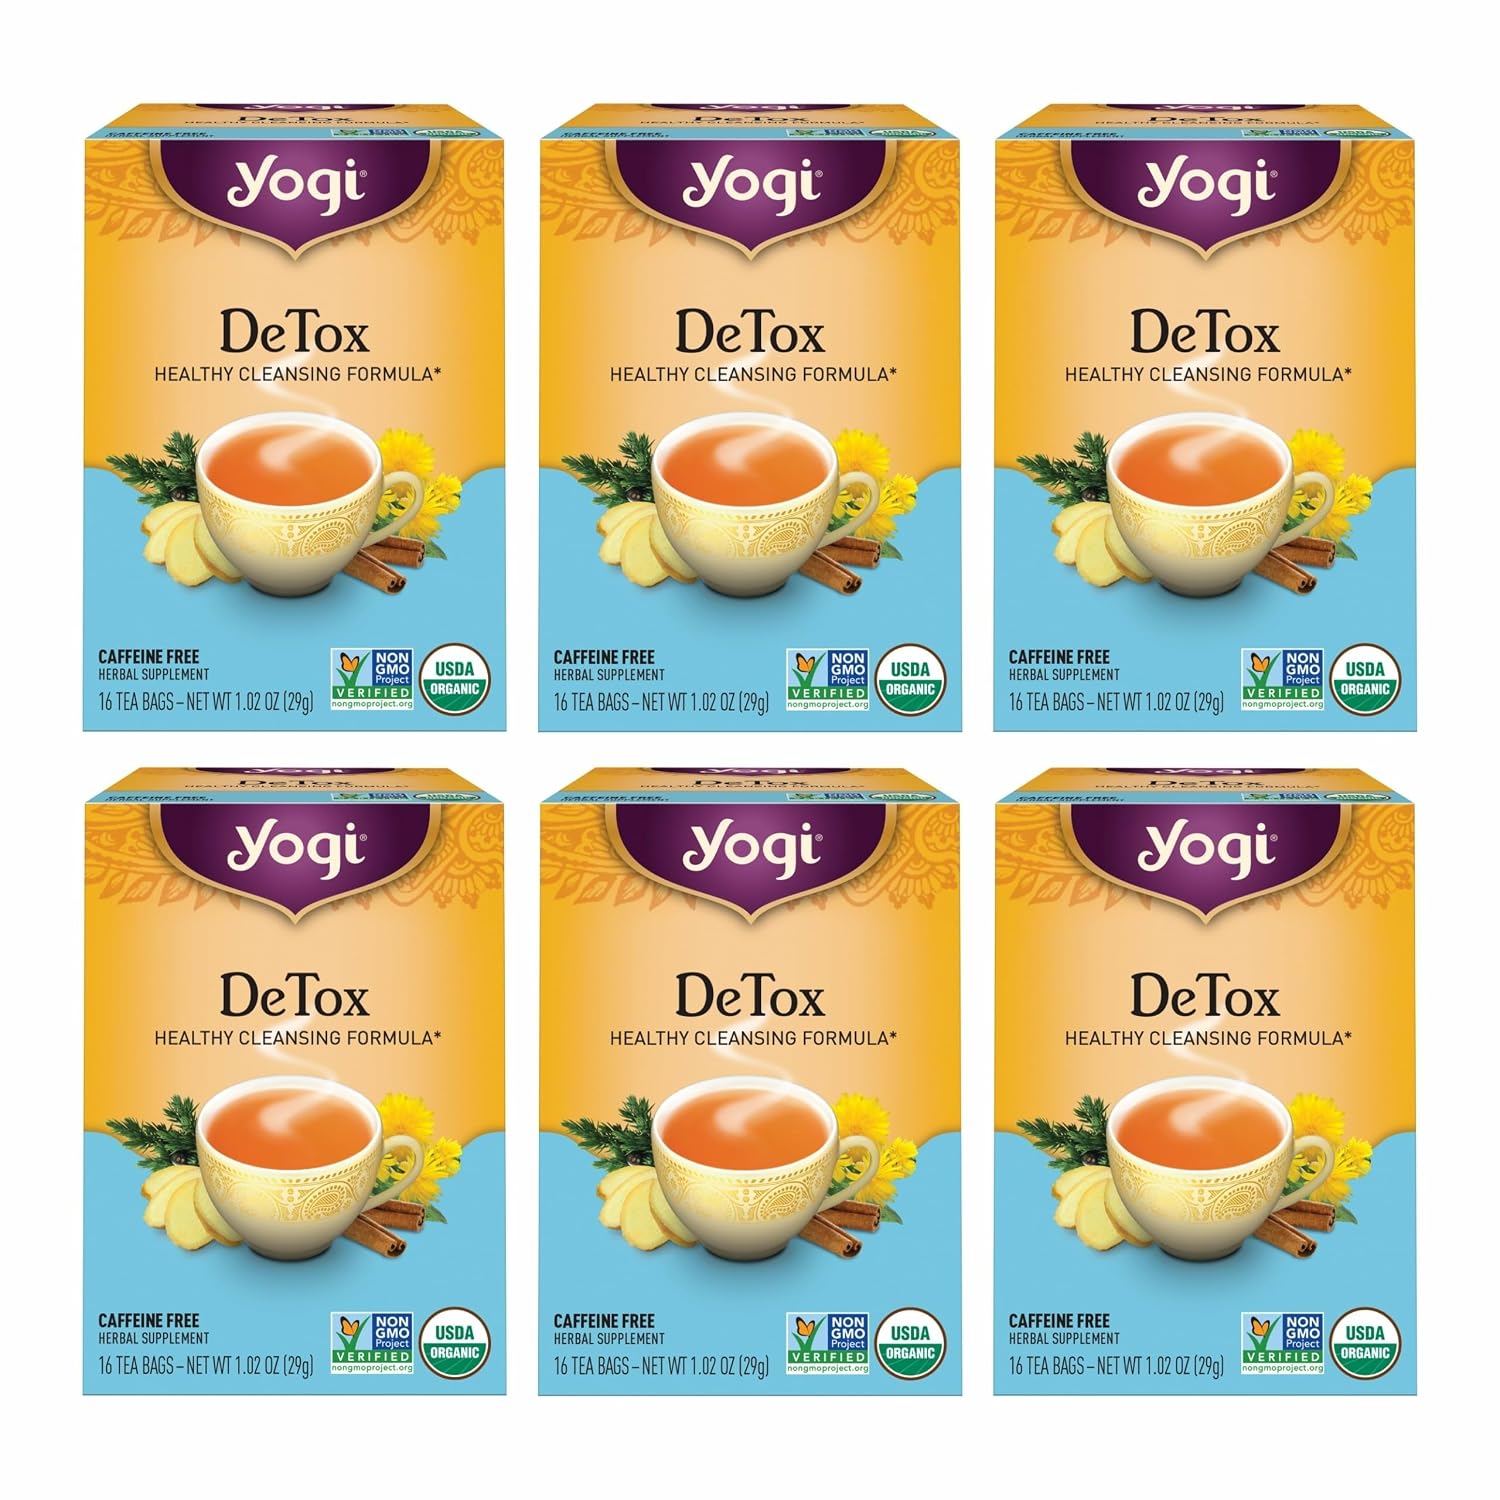 Yogi®
DeTox
HEALTHY CLEANSING FORMULA*
CAFFEINE FREE
HERBAL SUPPLEMENT
16 TEA BAGS – NET WT 1.02 OZ (29g)
NON
GMO
Project
VERIFIED
nongmoproject.org
USDA
ORGANIC
Yogi®
DeTox
HEALTHY CLEANSING FORMULA*
CAFFEINE FREE
HERBAL SUPPLEMENT
16 TEA BAGS – NET WT 1.02 OZ (29g)
NON
GMO
Project
VERIFIED
nongmoproject.org
USDA
ORGANIC
Yogi®
DeTox
HEALTHY CLEANSING FORMULA*
CAFFEINE FREE
HERBAL SUPPLEMENT
16 TEA BAGS – NET WT 1.02 OZ (29g)
NON
GMO
Project
VERIFIED
nongmoproject.org
USDA
ORGANIC
Yogi®
DeTox
HEALTHY CLEANSING FORMULA*
CAFFEINE FREE
HERBAL SUPPLEMENT
16 TEA BAGS – NET WT 1.02 OZ (29g)
NON
GMO
Project
VERIFIED
nongmoproject.org
USDA
ORGANIC
Yogi®
DeTox
HEALTHY CLEANSING FORMULA*
CAFFEINE FREE
HERBAL SUPPLEMENT
16 TEA BAGS – NET WT 1.02 OZ (29g)
NON
GMO
Project
VERIFIED
nongmoproject.org
USDA
ORGANIC
Yogi®
DeTox
HEALTHY CLEANSING FORMULA*
CAFFEINE FREE
HERBAL SUPPLEMENT
16 TEA BAGS – NET WT 1.02 OZ (29g)
NON
GMO
Project
VERIFIED
nongmoproject.org
USDA
ORGANIC